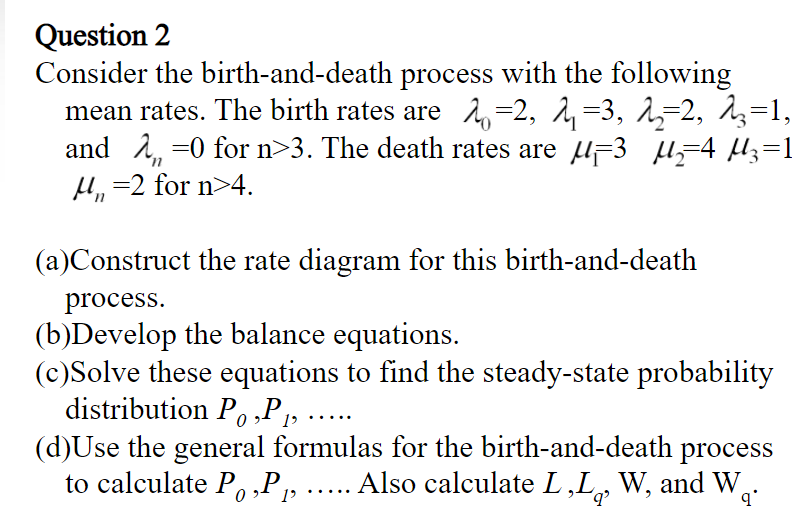 Question 2
Consider the birth-and-death process with the following
mean rates. The birth rates are λ₀=2, λ₁=3, λ₂=2, λ₃=1,
and λₙ=0 for n>3. The death rates are μ₁=3 μ₂=4 μ₃=1
μₙ=2 for n>4.
(a)Construct the rate diagram for this birth-and-death
process.
(b)Develop the balance equations.
(c)Solve these equations to find the steady-state probability
distribution P₀,P₁, .....
(d)Use the general formulas for the birth-and-death process
to calculate P₀,P₁, ..... Also calculate L,L_q, W, and W_q.